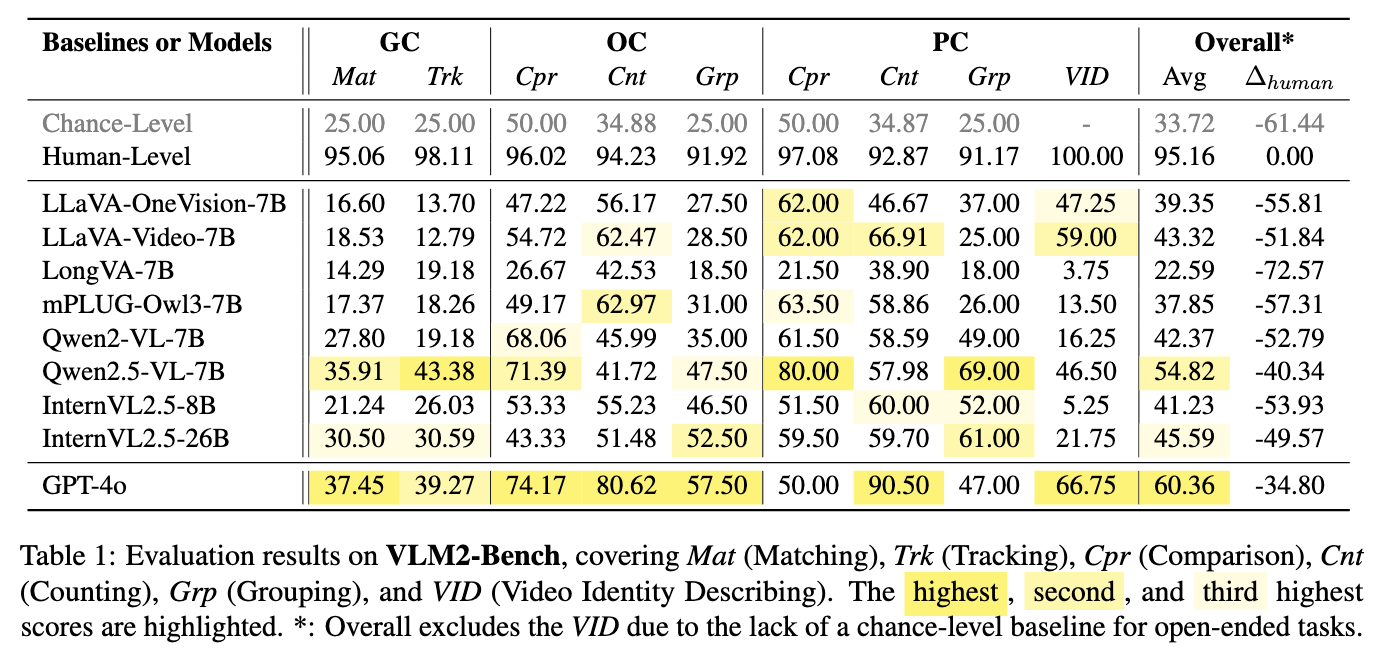 Baselines or Models GC OC PC Overall*
Mat Trk Cpr Cnt Grp Cpr Cnt Grp VID Avg Δhuman
Chance-Level 25.00 25.00 50.00 34.88 25.00 50.00 34.87 25.00 - 33.72 -61.44
Human-Level 95.06 98.11 96.02 94.23 91.92 97.08 92.87 91.17 100.00 95.16 0.00
LLaVA-OneVision-7B 16.60 13.70 47.22 56.17 27.50 62.00 46.67 37.00 47.25 39.35 -55.81
LLaVA-Video-7B 18.53 12.79 54.72 62.47 28.50 62.00 66.91 25.00 59.00 43.32 -51.84
LongVA-7B 14.29 19.18 26.67 42.53 18.50 21.50 38.90 18.00 3.75 22.59 -72.57
mPLUG-Owl3-7B 17.37 18.26 49.17 62.97 31.00 63.50 58.86 26.00 13.50 37.85 -57.31
Qwen2-VL-7B 27.80 19.18 68.06 45.99 35.00 61.50 58.59 49.00 16.25 42.37 -52.79
Qwen2.5-VL-7B 35.91 43.38 71.39 41.72 47.50 80.00 57.98 69.00 46.50 54.82 -40.34
InternVL2.5-8B 21.24 26.03 53.33 55.23 46.50 51.50 60.00 52.00 5.25 41.23 -53.93
InternVL2.5-26B 30.50 30.59 43.33 51.48 52.50 59.50 59.70 61.00 21.75 45.59 -49.57
GPT-4o 37.45 39.27 74.17 80.62 57.50 50.00 90.50 47.00 66.75 60.36 -34.80
Table 1: Evaluation results on VLM2-Bench, covering Mat (Matching), Trk (Tracking), Cpr (Comparison), Cnt
(Counting), Grp (Grouping), and VID (Video Identity Describing). The highest , second , and third highest
scores are highlighted. *: Overall excludes the VID due to the lack of a chance-level baseline for open-ended tasks.